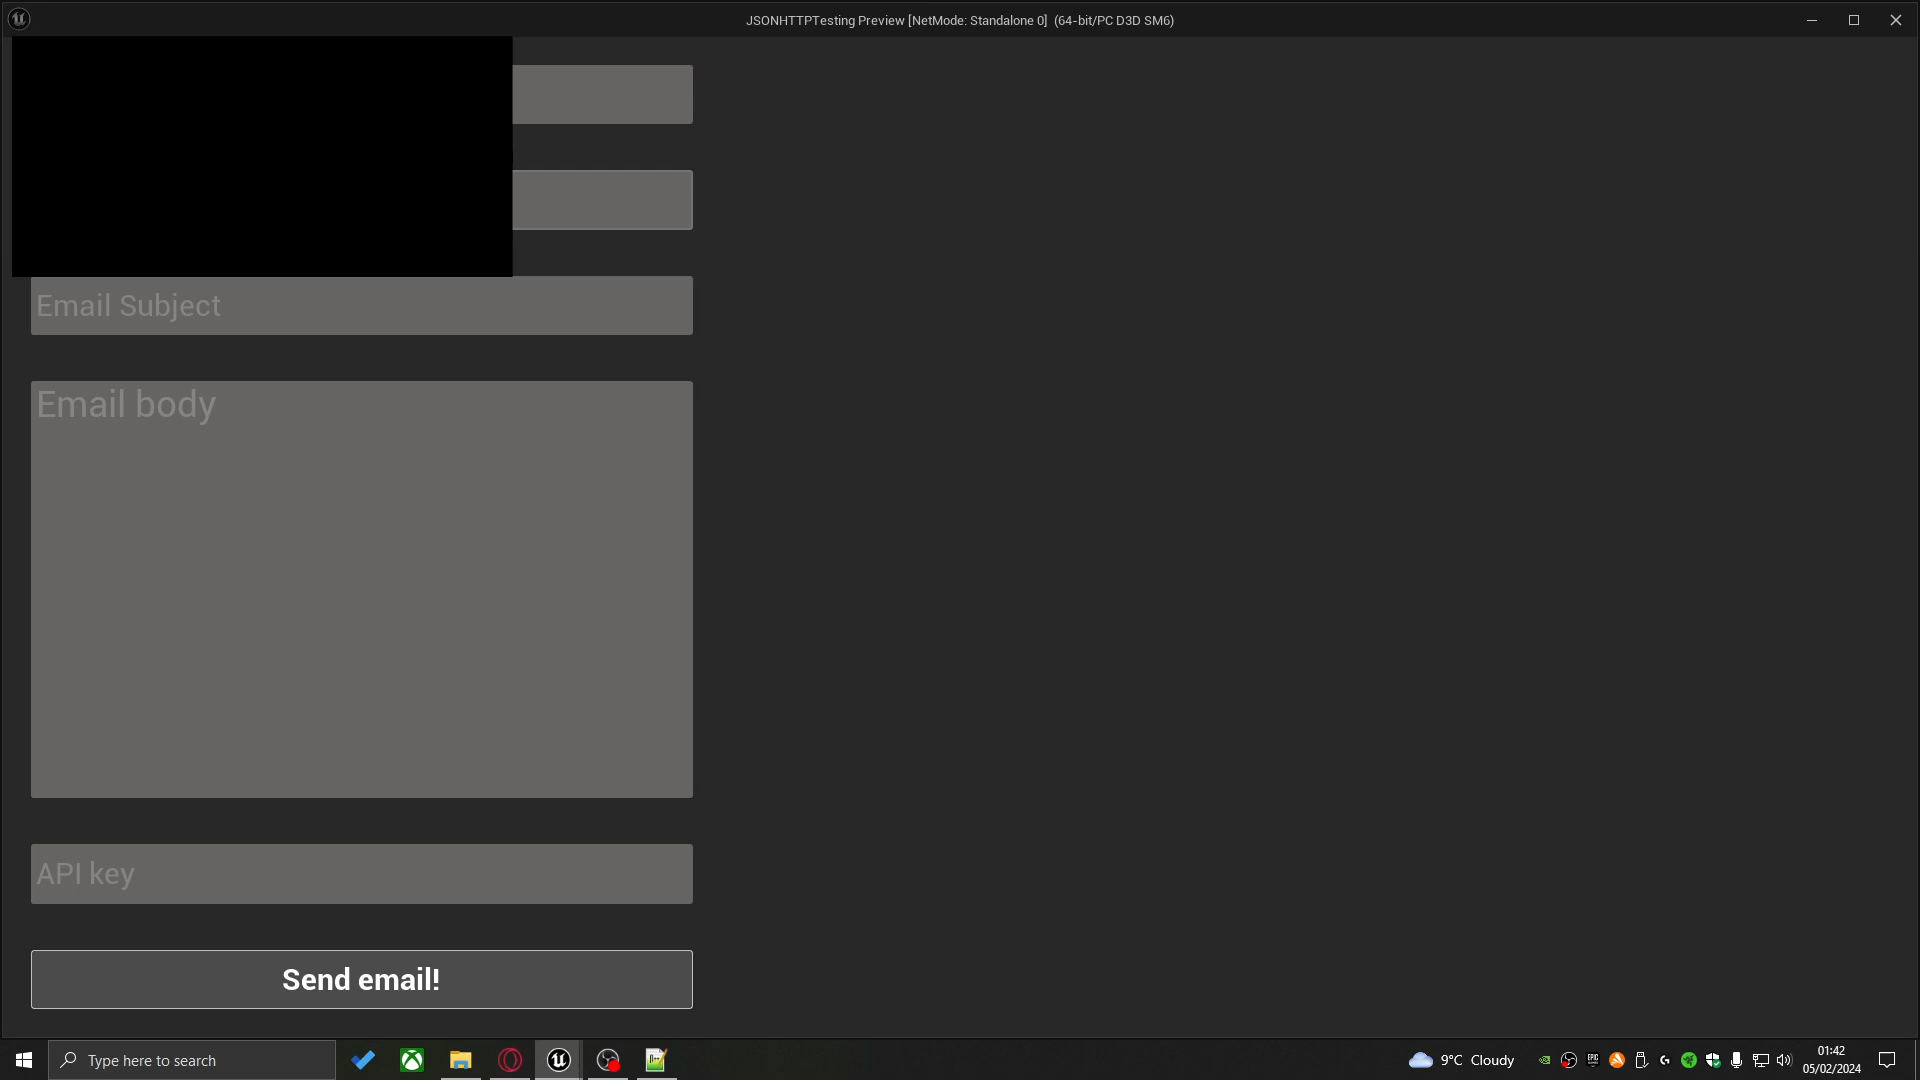 JSONHTTPTesting Preview [NetMode: Standalone 0]  (64-bit/PC D3D SM6)
Email Subject
Email body
API key
Send email!
Type here to search
9°C Cloudy
01:42
05/02/2024